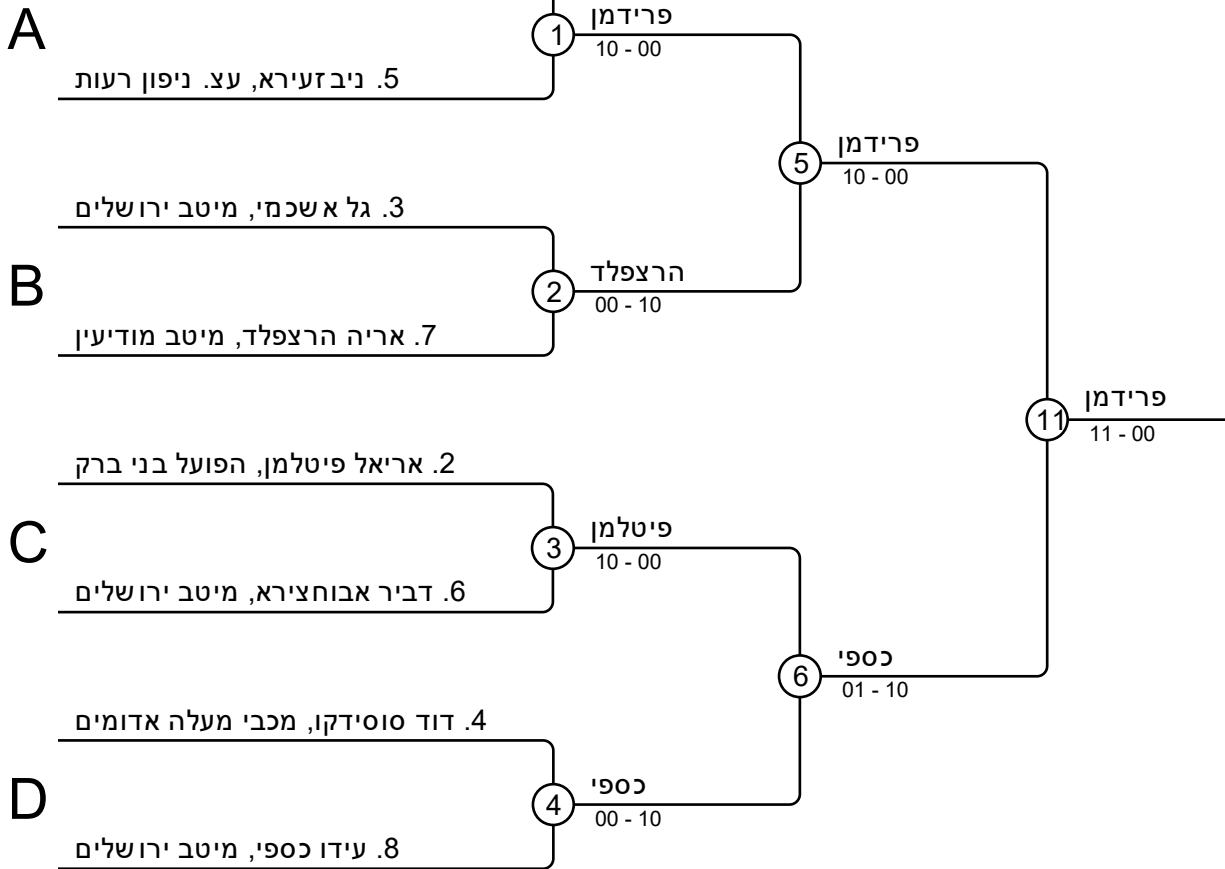 A
1
פרידמן
10 - 00
5. ניב זעירא, עצ. ניפון רעות
5
פרידמן
10 - 00
3. גל אשכנזי, מיטב ירושלים
B
2
הרצפלד
00 - 10
7. אריה הרצפלד, מיטב מודיעין
11
פרידמן
11 - 00
2. אריאל פיטלמן, הפועל בני ברק
C
3
פיטלמן
10 - 00
6. דביר אבוחצירא, מיטב ירושלים
6
כספי
01 - 10
4. דוד סוסידקו, מכבי מעלה אדומים
D
4
כספי
00 - 10
8. עידו כספי, מיטב ירושלים